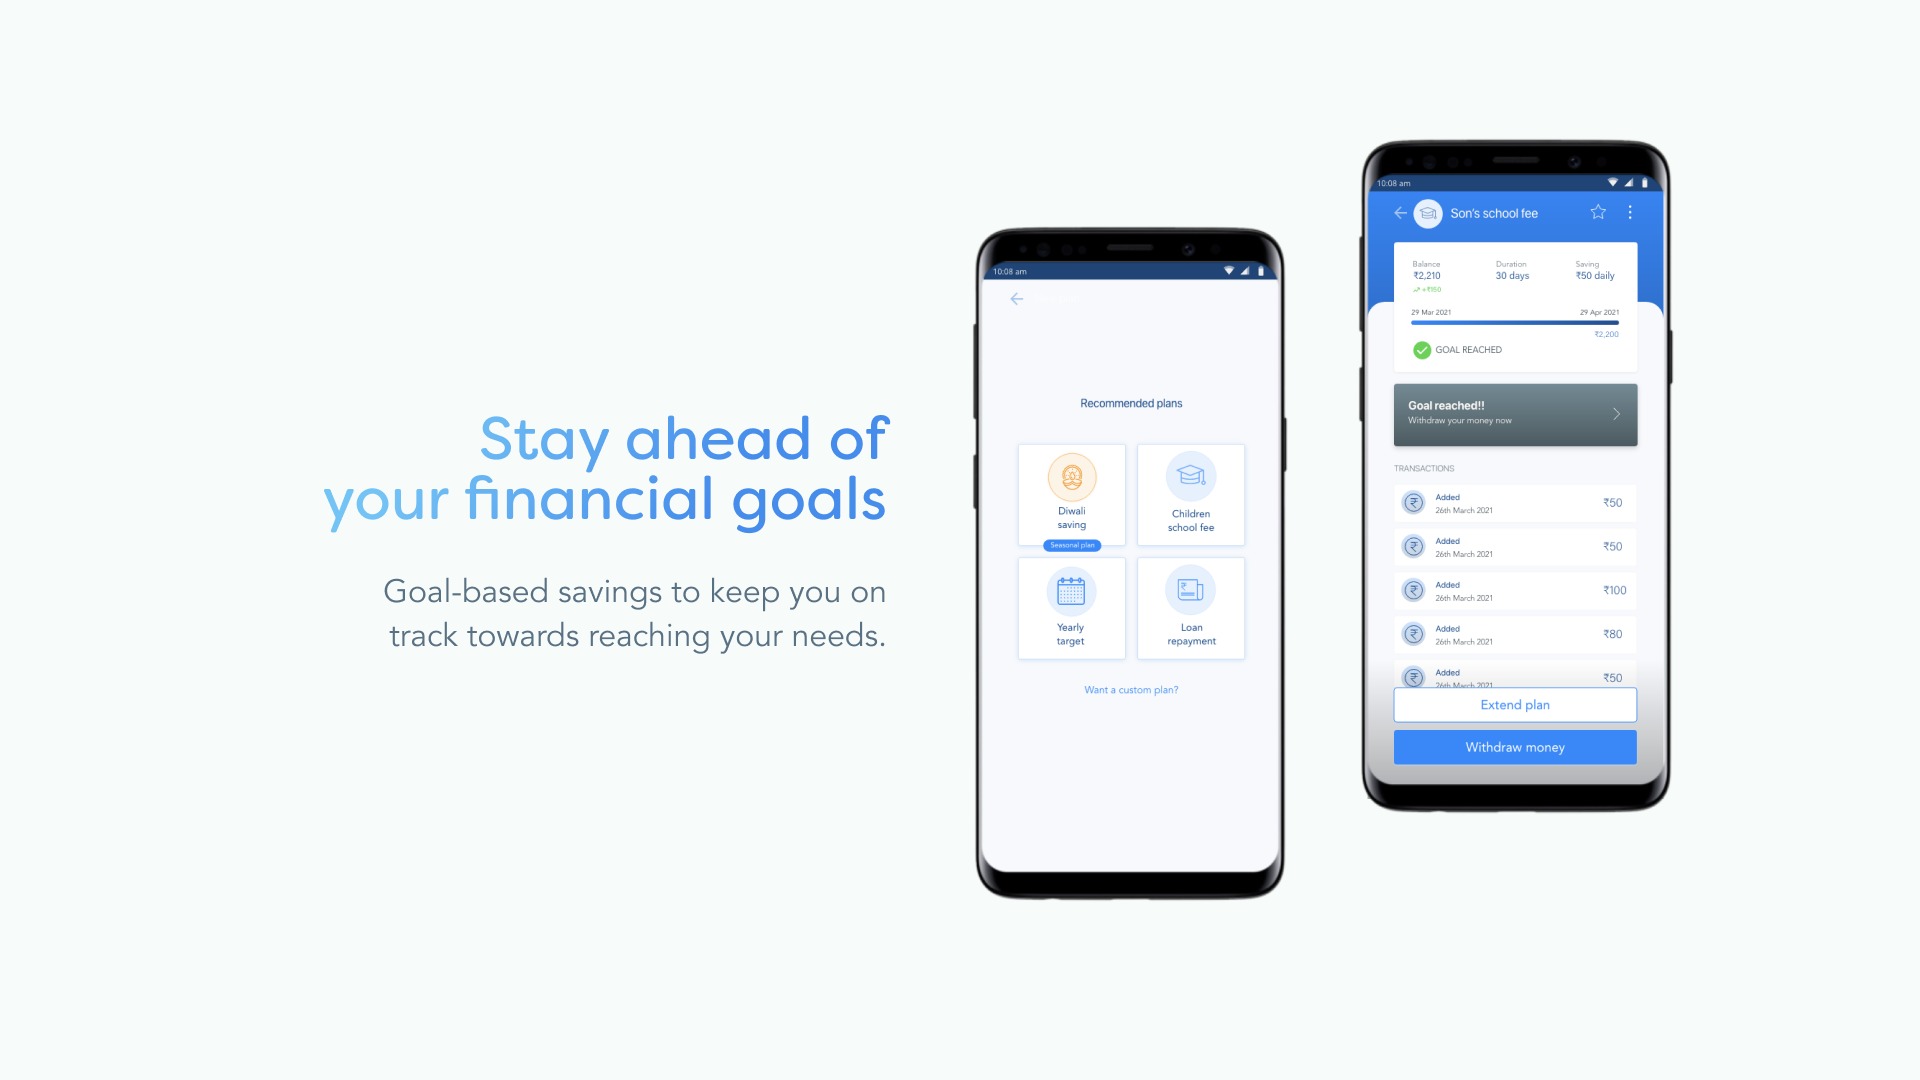 Stay ahead of
your financial goals
Goal-based savings to keep you on
track towards reaching your needs.
10:08 am
Recommended plans
Diwali
saving
Seasonal plan
Children
school fee
Yearly
target
Loan
repayment
Want a custom plan?
10:08 am
Son's school fee
Balance
Duration
Saving
₹2,210
30 days
₹50 daily
+₹150
29 Mar 2021
29 Apr 2021
₹2,200
GOAL REACHED
Goal reached!!
Withdraw your money now
TRANSACTIONS
Added
26th March 2021
₹50
Added
26th March 2021
₹50
Added
26th March 2021
₹100
Added
26th March 2021
₹80
Added
26th March 2021
₹50
Extend plan
Withdraw money